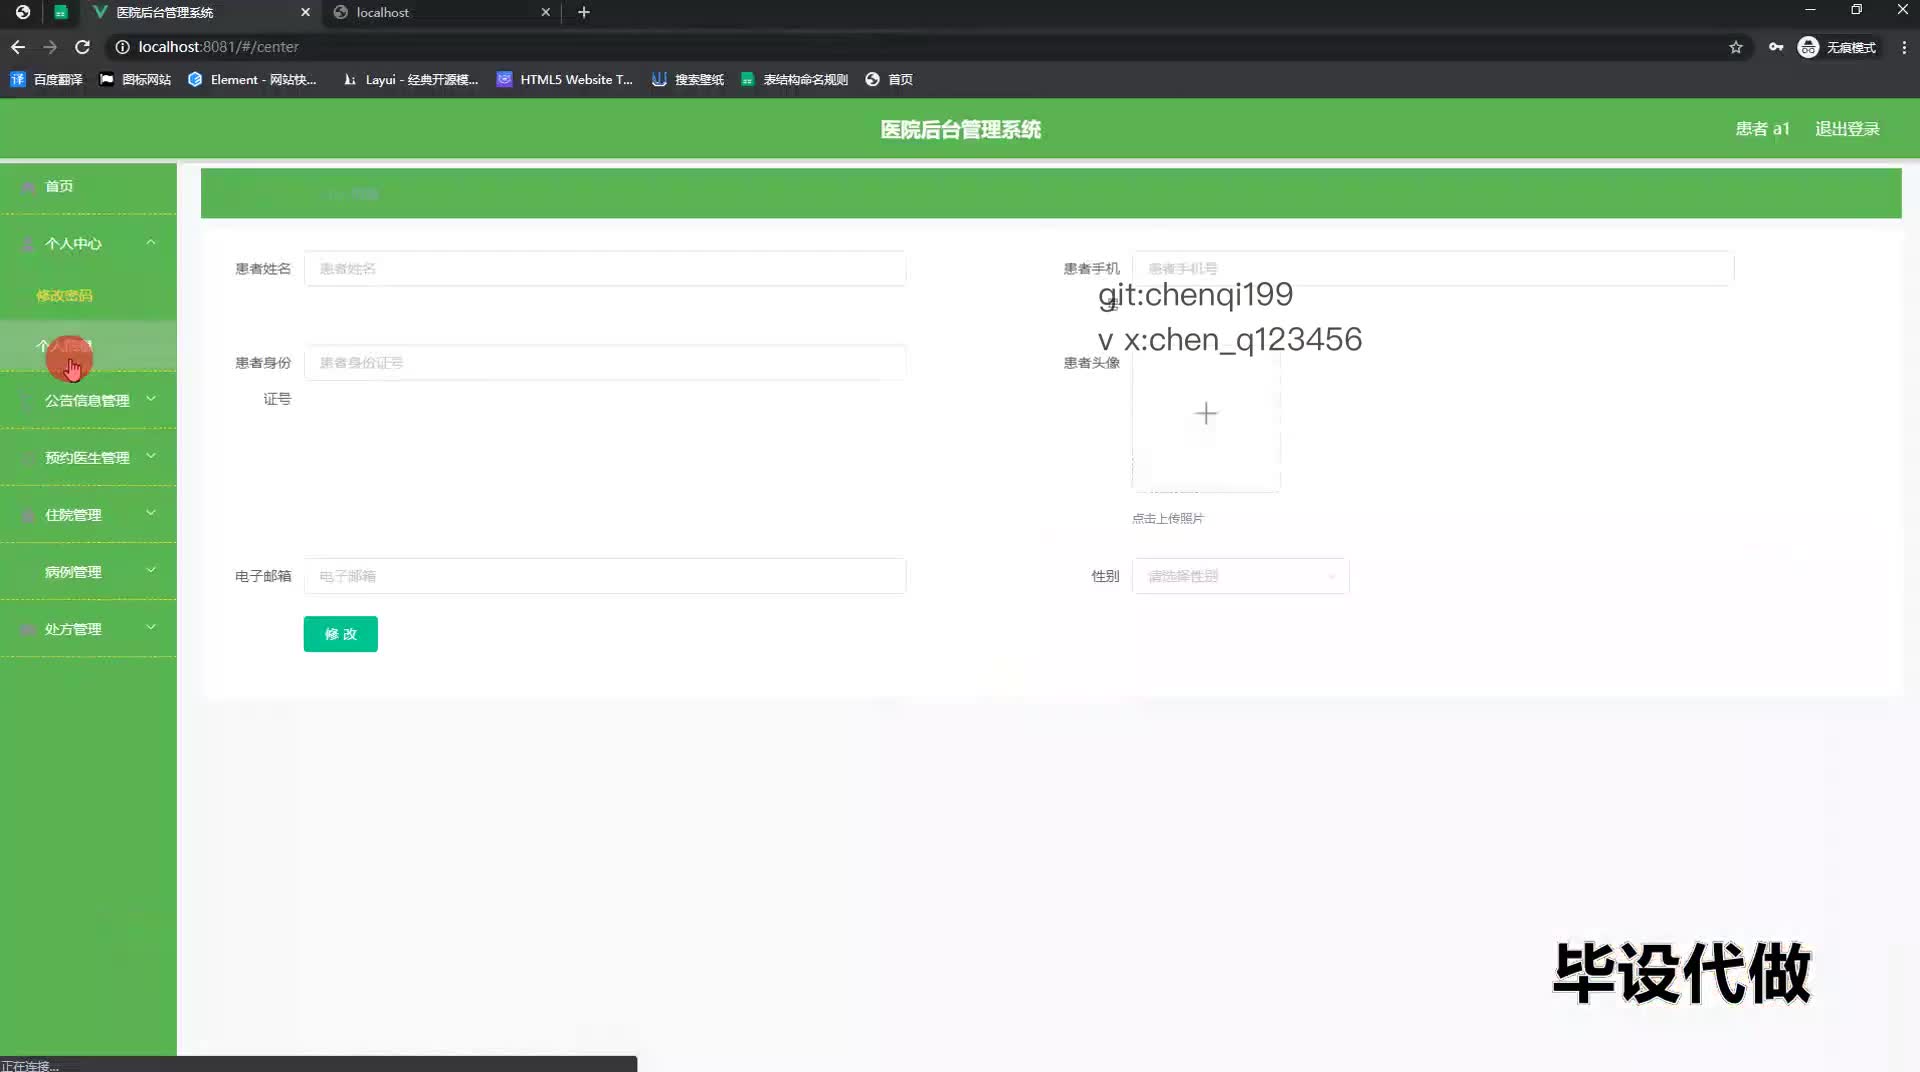 医院后台管理系统
localhost
localhost:8081/#/center
无痕模式
百度翻译
图标网站
Element - 网站快...
Layui - 经典开源模...
HTML5 Website T...
搜索壁纸
表结构命名规则
首页
医院后台管理系统
患者 a1
退出登录
首页
个人中心
修改密码
公告信息管理
预约医生管理
住院管理
病例管理
处方管理
患者姓名
患者姓名
患者手机
患者手机号
git:chenqi199
v x:chen_q123456
患者身份
证号
患者身份证号
患者头像
点击上传照片
电子邮箱
电子邮箱
性别
请选择性别
修 改
毕设代做
正在连接...